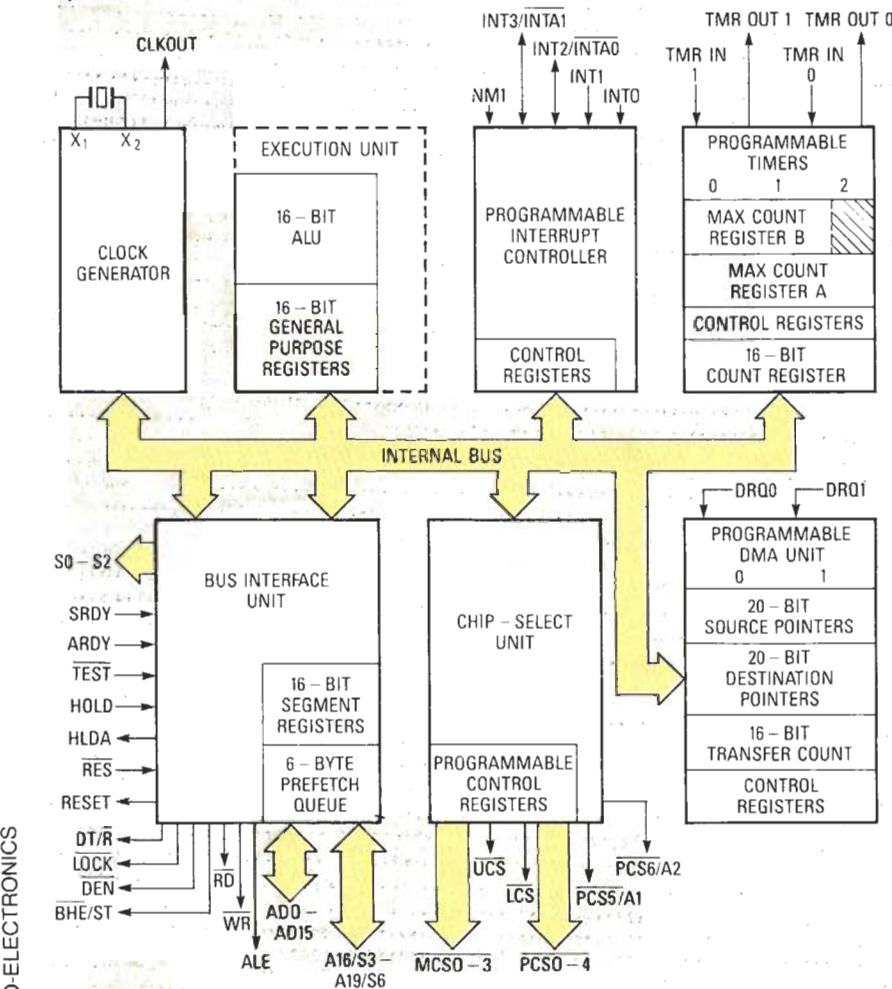 INT3/INTA1
TMR OUT 1 TMR OUT 0
CLKOUT
INT2/INTA0
TMR IN
1
TMR IN
0
INT1
NM1
INTO
X1 X2
CLOCK
GENERATOR
EXECUTION UNIT
16 – BIT
ALU
16 – BIT
GENERAL
PURPOSE
REGISTERS
PROGRAMMABLE
INTERRUPT
CONTROLLER
CONTROL
REGISTERS
PROGRAMMABLE
TIMERS
0 1 2
MAX COUNT
REGISTER B
MAX COUNT
REGISTER A
CONTROL REGISTERS
16 – BIT
COUNT REGISTER
INTERNAL BUS
DRQ0
DRQ1
S0 – S2
SRDY
ARDY
TEST
HOLD
HLDA
RES
RESET
DT/R
LOCK
DEN
BHE/ST
BUS INTERFACE
UNIT
16 – BIT
SEGMENT
REGISTERS
6 – BYTE
PREFETCH
QUEUE
RD
WR
ALE
ADO –
AD15
A16/S3 –
A19/S6
CHIP – SELECT
UNIT
PROGRAMMABLE
CONTROL
REGISTERS
MCSO – 3
UCS
LCS
PCSO – 4
PCS5/A1
PCS6/A2
PROGRAMMABLE
DMA UNIT
0 1
20 – BIT
SOURCE POINTERS
20 – BIT
DESTINATION
POINTERS
16 – BIT
TRANSFER COUNT
CONTROL
REGISTERS
O-ELECTRONICS